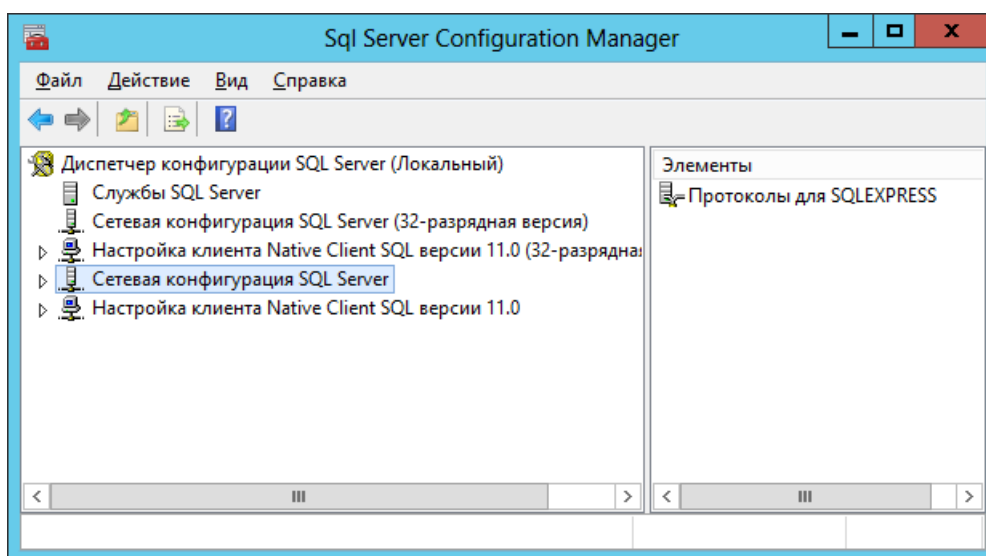 Sql Server Configuration Manager
Файл Действие Вид Справка
Диспетчер конфигурации SQL Server (Локальный)
Службы SQL Server
Сетевая конфигурация SQL Server (32-разрядная версия)
Настройка клиента Native Client SQL версии 11.0 (32-разрядная
Сетевая конфигурация SQL Server
Настройка клиента Native Client SQL версии 11.0
Элементы
Протоколы для SQLEXPRESS